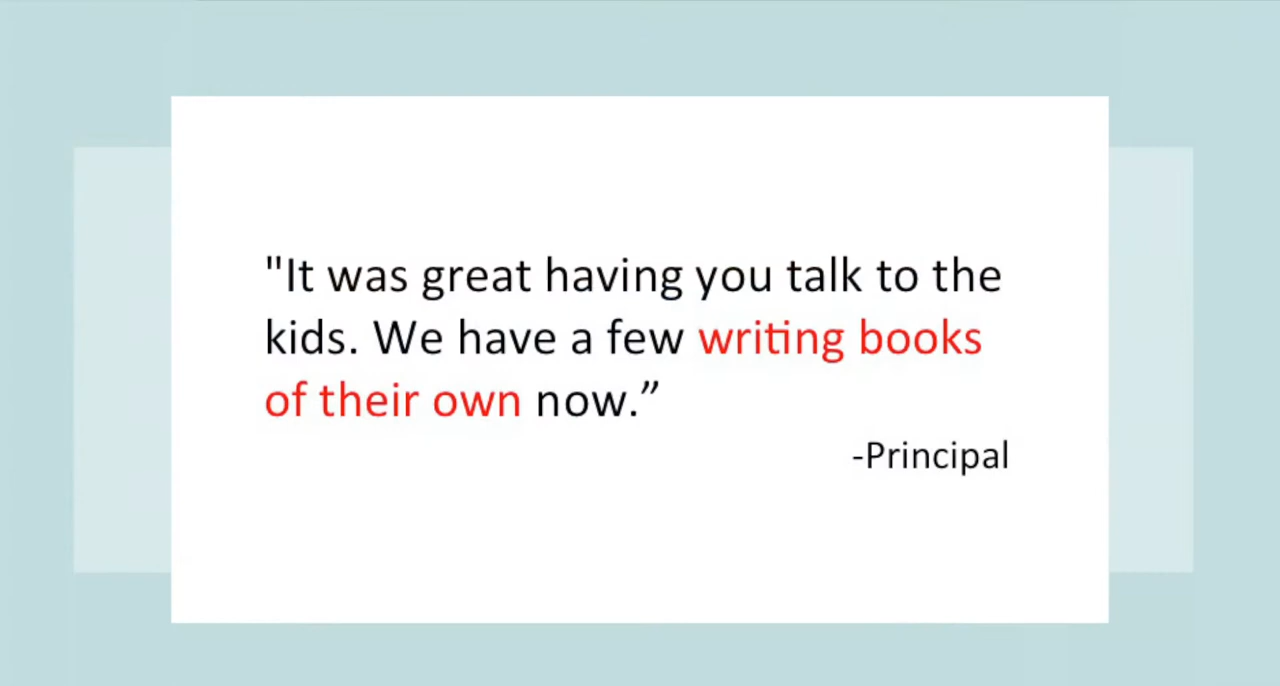 "It was great having you talk to the
kids. We have a few writing books
of their own now.”
-Principal